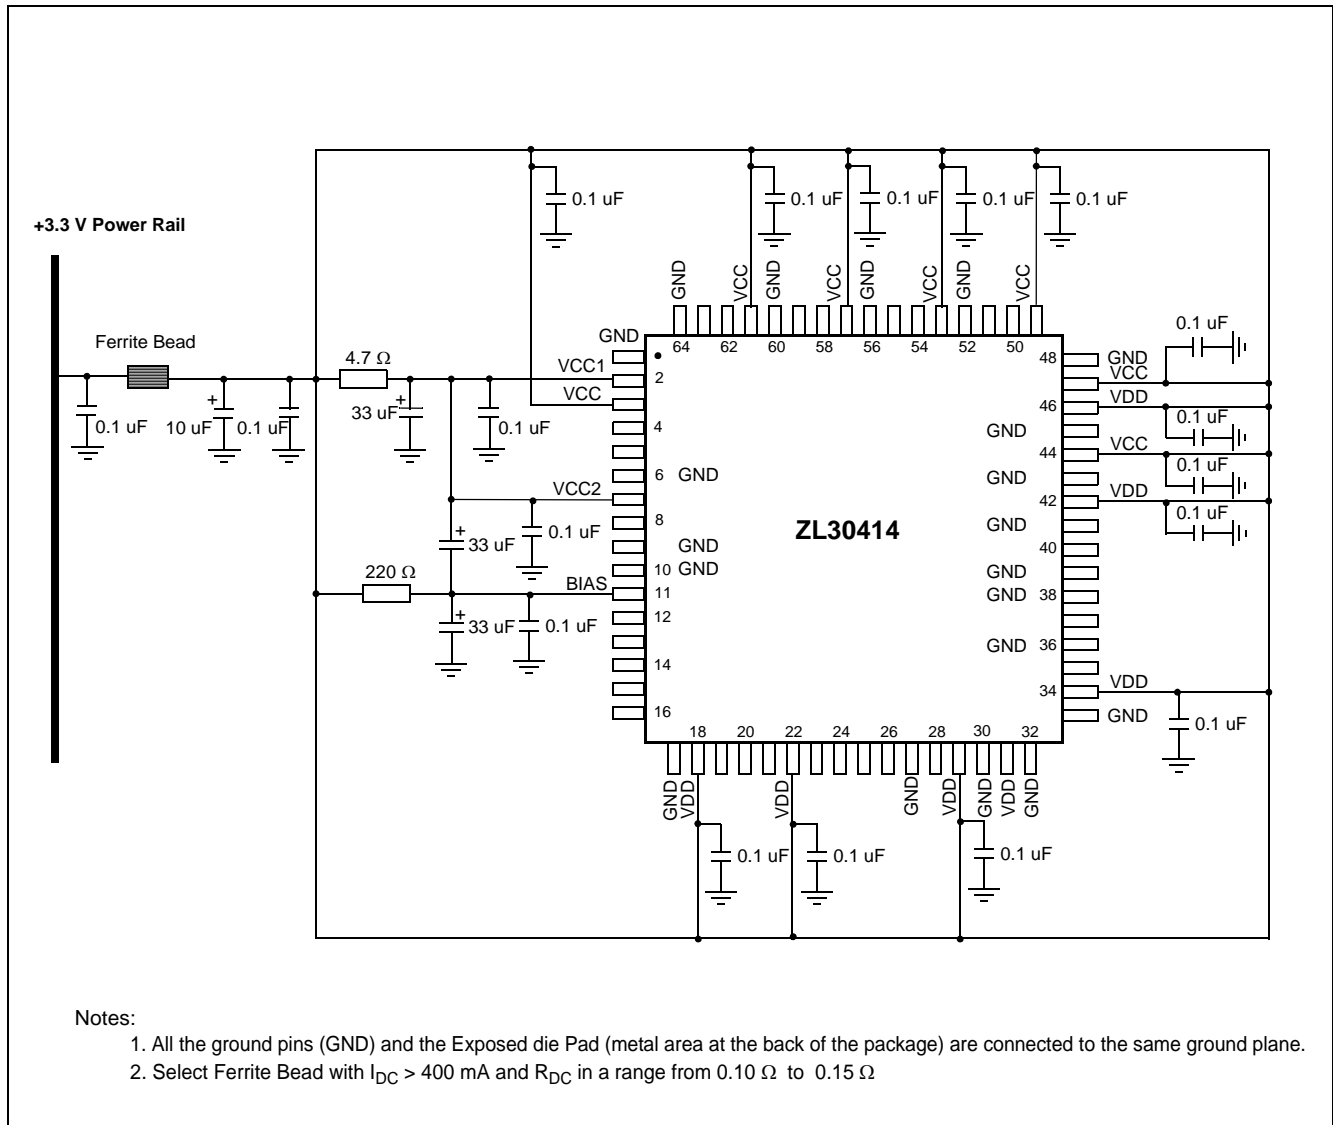 0.1 uF
0.1 uF
0.1 uF
0.1 uF
0.1 uF
+3.3 V Power Rail
GND
VCC
GND
VCC
GND
VCC
GND
VCC
0.1 uF
Ferrite Bead
GND
64
62
60
58
56
54
52
50
4.7 Ω
VCC1
2
48
GND
VCC
VCC
46
VDD
+
+
0.1 uF
10 uF
0.1 uF
33 uF
0.1 uF
4
GND
0.1 uF
44
VCC
6
GND
GND
0.1 uF
VCC2
42
VDD
0.1 uF
8
GND
+
33 uF
0.1 uF
ZL30414
GND
40
10
GND
GND
220 Ω
BIAS
11
GND
38
12
+
33 uF
0.1 uF
GND
36
14
34
VDD
16
GND
0.1 uF
18
20
22
24
26
28
30
32
GND
VDD
VDD
GND
VDD
GND
VDD
GND
0.1 uF
0.1 uF
0.1 uF
Notes:
1. All the ground pins (GND) and the Exposed die Pad (metal area at the back of the package) are connected to the same ground plane.
2. Select Ferrite Bead with IDC > 400 mA and RDC in a range from 0.10 Ω to 0.15 Ω